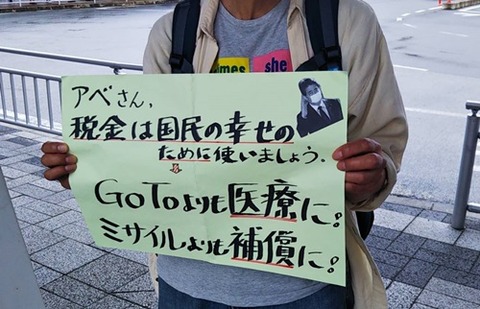 mes
she
アベさん,
税金は国民の幸せの
ために使いましょう.
GoToよりも医療に!
ミサイルよりも補償に!